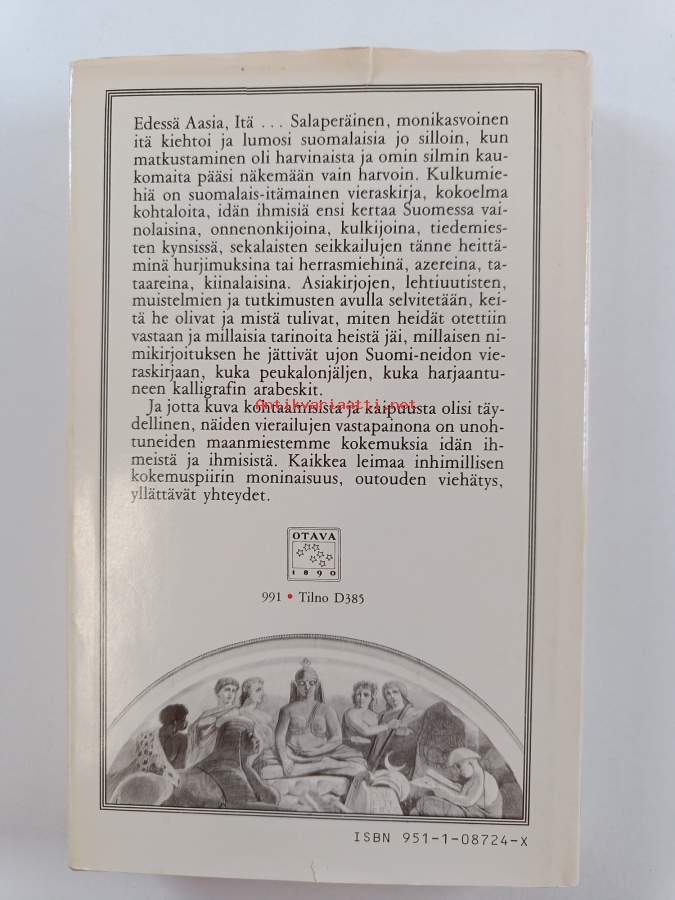 Edessä Aasia, Itä . . . Salaperäinen, monikasvoinen
itä kiehtoi ja lumosi suomalaisia jo silloin, kun
matkustaminen oli harvinaista ja omin silmin kau-
komaita pääsi näkemään vain harvoin. Kulkumie-
hiä on suomalais-itämainen vieraskirja, kokoelma
kohtaloita, idän ihmisiä ensi kertaa Suomessa vai-
nolaisina, onnenonkijoina, kulkijoina, tiedemies-
ten kynsissä, sekalaisten seikkailujen tänne heittä-
minä hurjimuksina tai herrasmiehinä, azereina, ta-
taareina, kiinalaisina. Asiakirjojen, lehtiuutisten,
muistelmien ja tutkimusten avulla selvitetään, kei-
tä he olivat ja mistä tulivat, miten heidät otettiin
vastaan ja millaisia tarinoita heistä jäi, millaisen ni-
mikirjoituksen he jättivät ujon Suomi-neidon vie-
raskirjaan, kuka peukalonjäljen, kuka harjaantu-
neen kalligrafin arabeskit.
Antikvariaatti.net
Ja jotta kuva kohtaamisista ja kaipuusta olisi täy-
dellinen, näiden vierailujen vastapainona on unoh-
tuneiden maanmiestemme kokemuksia idän ih-
meistä ja ihmisistä. Kaikkea leimaa inhimillisen
kokemuspiirin moninaisuus, outouden viehätys,
yllättävät yhteydet.
OTAVA
1890
991 • Tilno D385
ISBN 951-1-08724-X